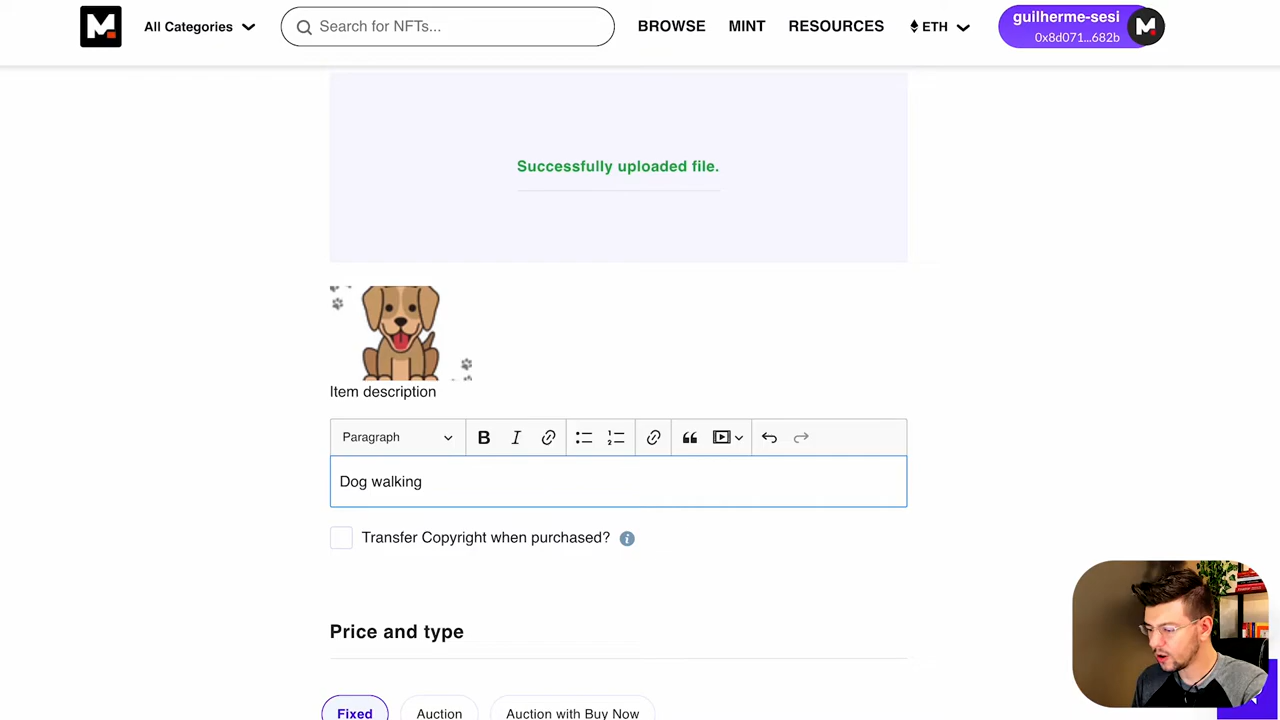 M.
All Categories
Search for NFTs...
BROWSE
MINT
RESOURCES
ETH
guilherme-sesi
0x8d071...682b
M.
Successfully uploaded file.
Item description
Paragraph
B
I
Dog walking
Transfer Copyright when purchased?
Price and type
Fixed
Auction
Auction with Buy Now